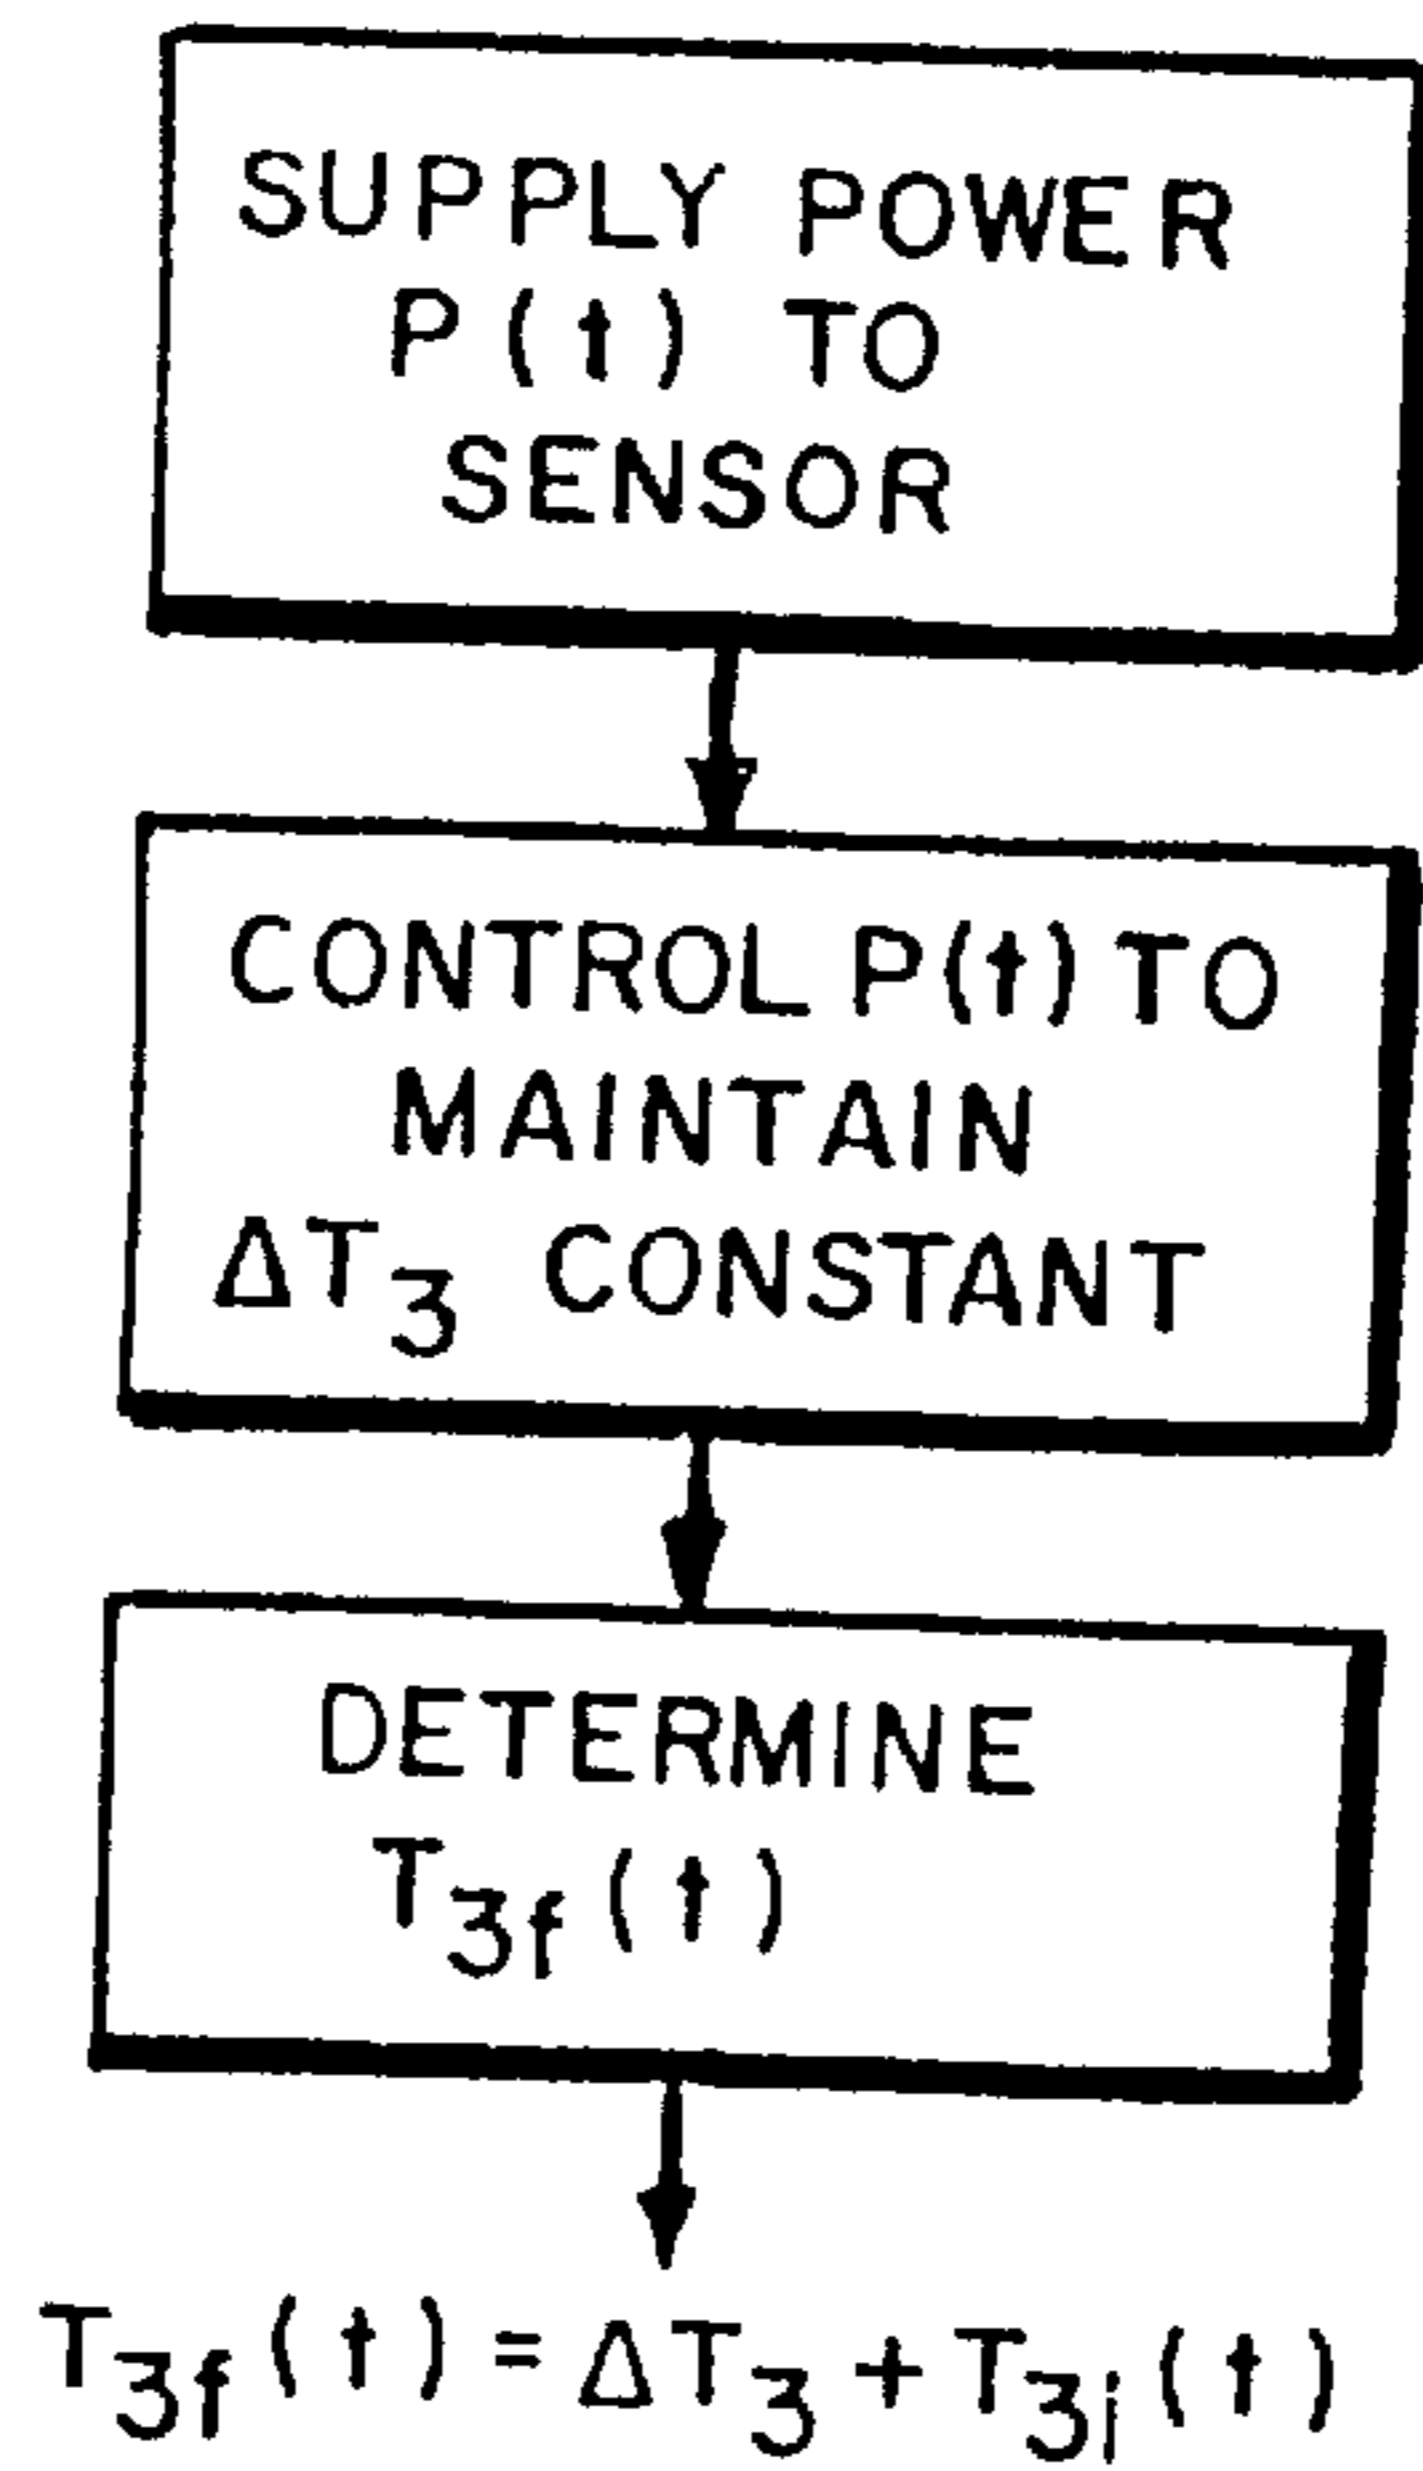 SUPPLY POWER
P(t) TO
SENSOR
CONTROL P(t) TO
MAINTAIN
ΔT₃ CONSTANT
DETERMINE
T₃f(t)
T₃f(t) = ΔT₃ + T₃i(t)